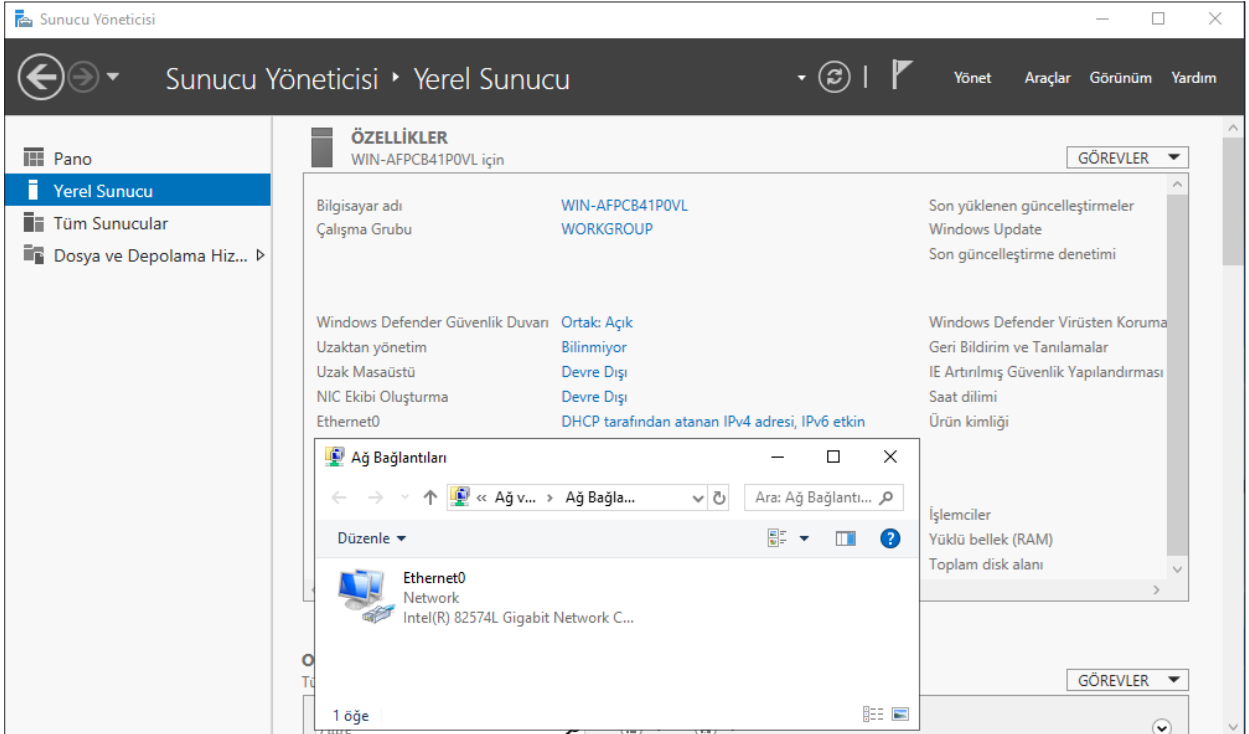 Sunucu Yöneticisi
Sunucu Yöneticisi ‣ Yerel Sunucu
Yönet Araçlar Görünüm Yardım
Pano
Yerel Sunucu
Tüm Sunucular
Dosya ve Depolama Hiz...
ÖZELLİKLER
WIN-AFPCB41P0VL için
GÖREVLER
Bilgisayar adı WIN-AFPCB41P0VL Son yüklenen güncelleştirmeler
Çalışma Grubu WORKGROUP Windows Update
Son güncelleştirme denetimi
Windows Defender Güvenlik Duvarı Ortak: Açık Windows Defender Virüsten Koruma
Uzaktan yönetim Bilinmiyor Geri Bildirim ve Tanılamalar
Uzak Masaüstü Devre Dışı IE Artırılmış Güvenlik Yapılandırması
NIC Ekibi Oluşturma Devre Dışı Saat dilimi
Ethernet0 DHCP tarafından atanan IPv4 adresi, IPv6 etkin Ürün kimliği
İşlemciler
Yüklü bellek (RAM)
Toplam disk alanı
Ağ Bağlantıları
« Ağ v... › Ağ Bağla... Ara: Ağ Bağlantı...
Düzenle
Ethernet0
Network
Intel(R) 82574L Gigabit Network C...
1 öğe
GÖREVLER